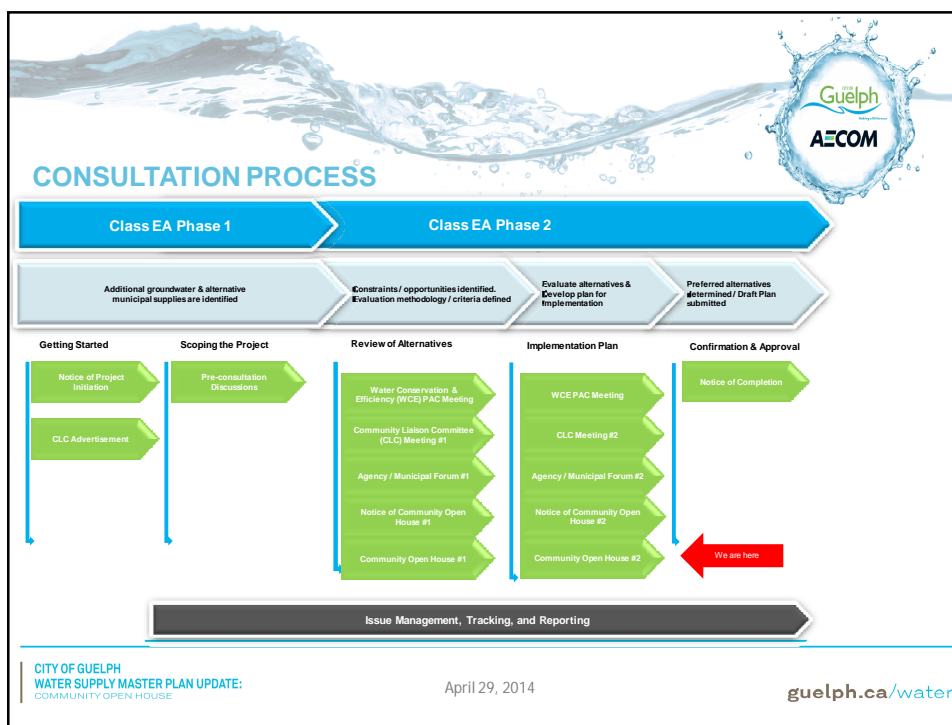 CITY OF
Guelph
Making a Difference
AECOM
CONSULTATION PROCESS
Class EA Phase 1
Class EA Phase 2
Additional groundwater & alternative
municipal supplies are identified
Constraints / opportunities identified.
Evaluation methodology / criteria defined
Evaluate alternatives &
Develop plan for
Implementation
Preferred alternatives
determined / Draft Plan
submitted
Getting Started
Scoping the Project
Review of Alternatives
Implementation Plan
Confirmation & Approval
Notice of Project
Initiation
CLC Advertisement
Pre-consultation
Discussions
Water Conservation &
Efficiency (WCE) PAC Meeting
Community Liaison Committee
(CLC) Meeting #1
Agency / Municipal Forum #1
Notice of Community Open
House #1
Community Open House #1
WCE PAC Meeting
CLC Meeting #2
Agency / Municipal Forum #2
Notice of Community Open
House #2
Community Open House #2
Notice of Completion
We are here
Issue Management, Tracking, and Reporting
CITY OF GUELPH
WATER SUPPLY MASTER PLAN UPDATE:
COMMUNITY OPEN HOUSE
April 29, 2014
guelph.ca/water